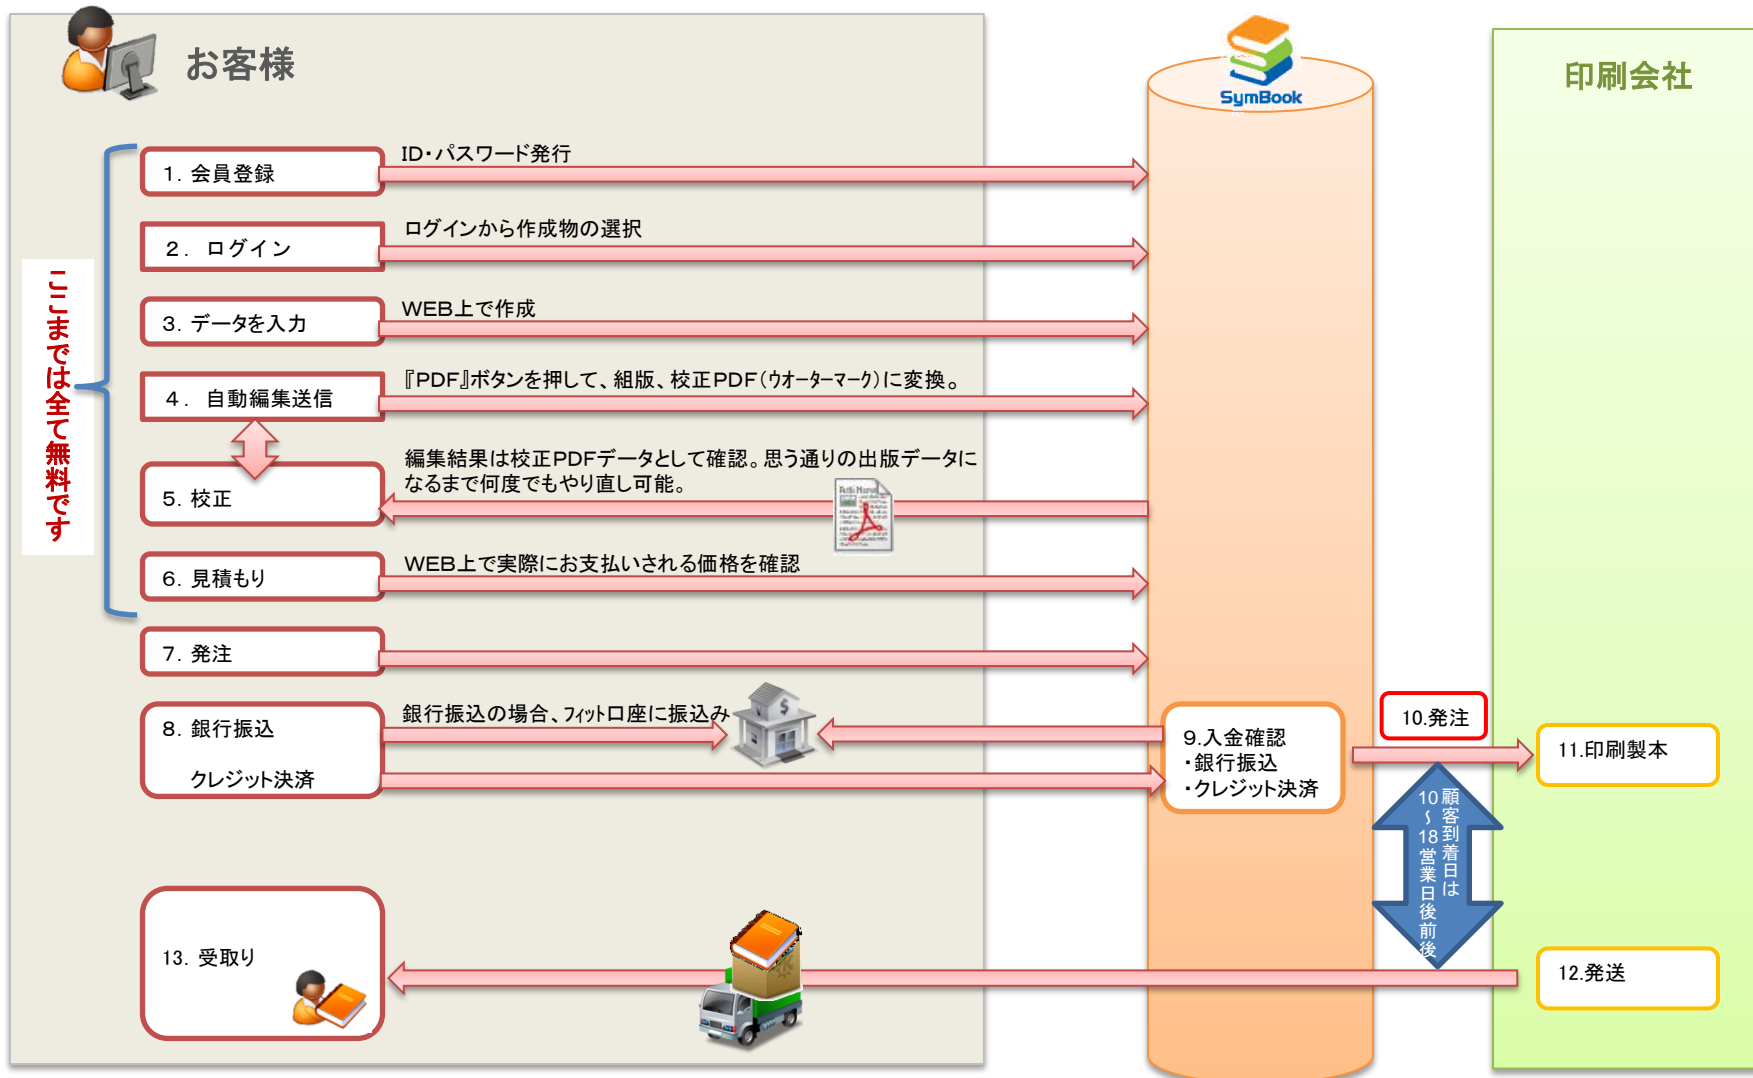 お客様
SymBook
印刷会社
ここまでは全て無料です
1. 会員登録
ID・パスワード発行
2. ログイン
ログインから作成物の選択
3. データを入力
WEB上で作成
4. 自動編集送信
『PDF』ボタンを押して、組版、校正PDF(ウオーターマーク)に変換。
5. 校正
編集結果は校正PDFデータとして確認。思う通りの出版データに
なるまで何度でもやり直し可能。
6. 見積もり
WEB上で実際にお支払いされる価格を確認
7. 発注
8. 銀行振込
クレジット決済
銀行振込の場合、フィット口座に振込み
9.入金確認
・銀行振込
・クレジット決済
10.発注
11.印刷製本
顧客到着日は
10~18営業日後前後
12.発送
13. 受取り